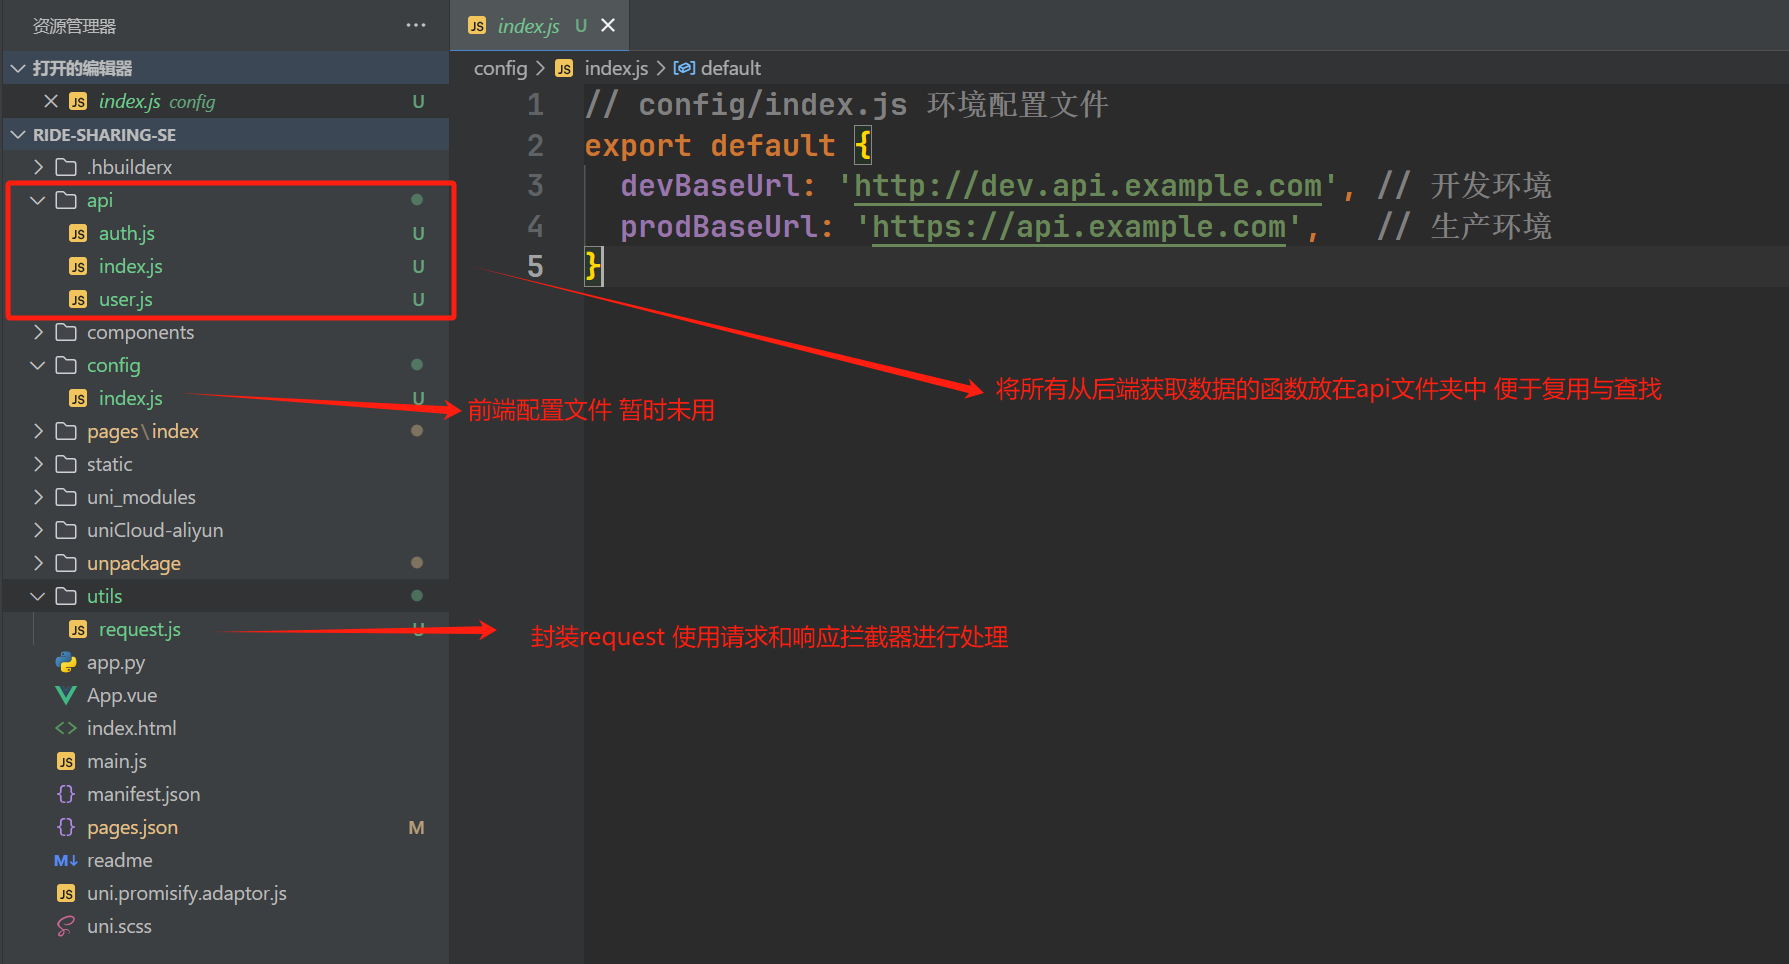 资源管理器 ···
打开的编辑器
JS index.js config U
RIDE-SHARING-SE
.hbuilderx
api
JS auth.js U
JS index.js U
JS user.js U
components
config
JS index.js U
pages\index
static
uni_modules
uniCloud-aliyun
unpackage
utils
JS request.js U
app.py
App.vue
<> index.html
JS main.js
{} manifest.json
{} pages.json M
M↓ readme
JS uni.promisify.adaptor.js
uni.scss
JS index.js U ×
config > JS index.js > default
1 // config/index.js 环境配置文件
2 export default {
3 devBaseUrl: 'http://dev.api.example.com', // 开发环境
4 prodBaseUrl: 'https://api.example.com', // 生产环境
5 }
将所有从后端获取数据的函数放在api文件夹中 便于复用与查找
前端配置文件 暂时未用
封装request 使用请求和响应拦截器进行处理